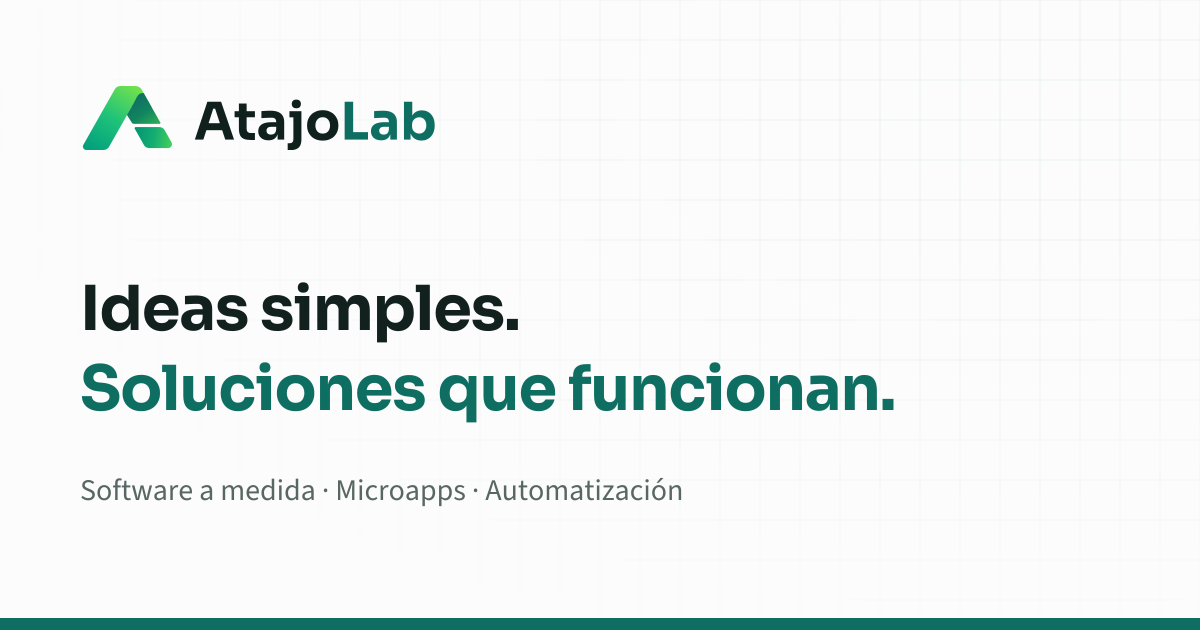 AtajoLab
Ideas simples.
Soluciones que funcionan.
Software a medida · Microapps · Automatización